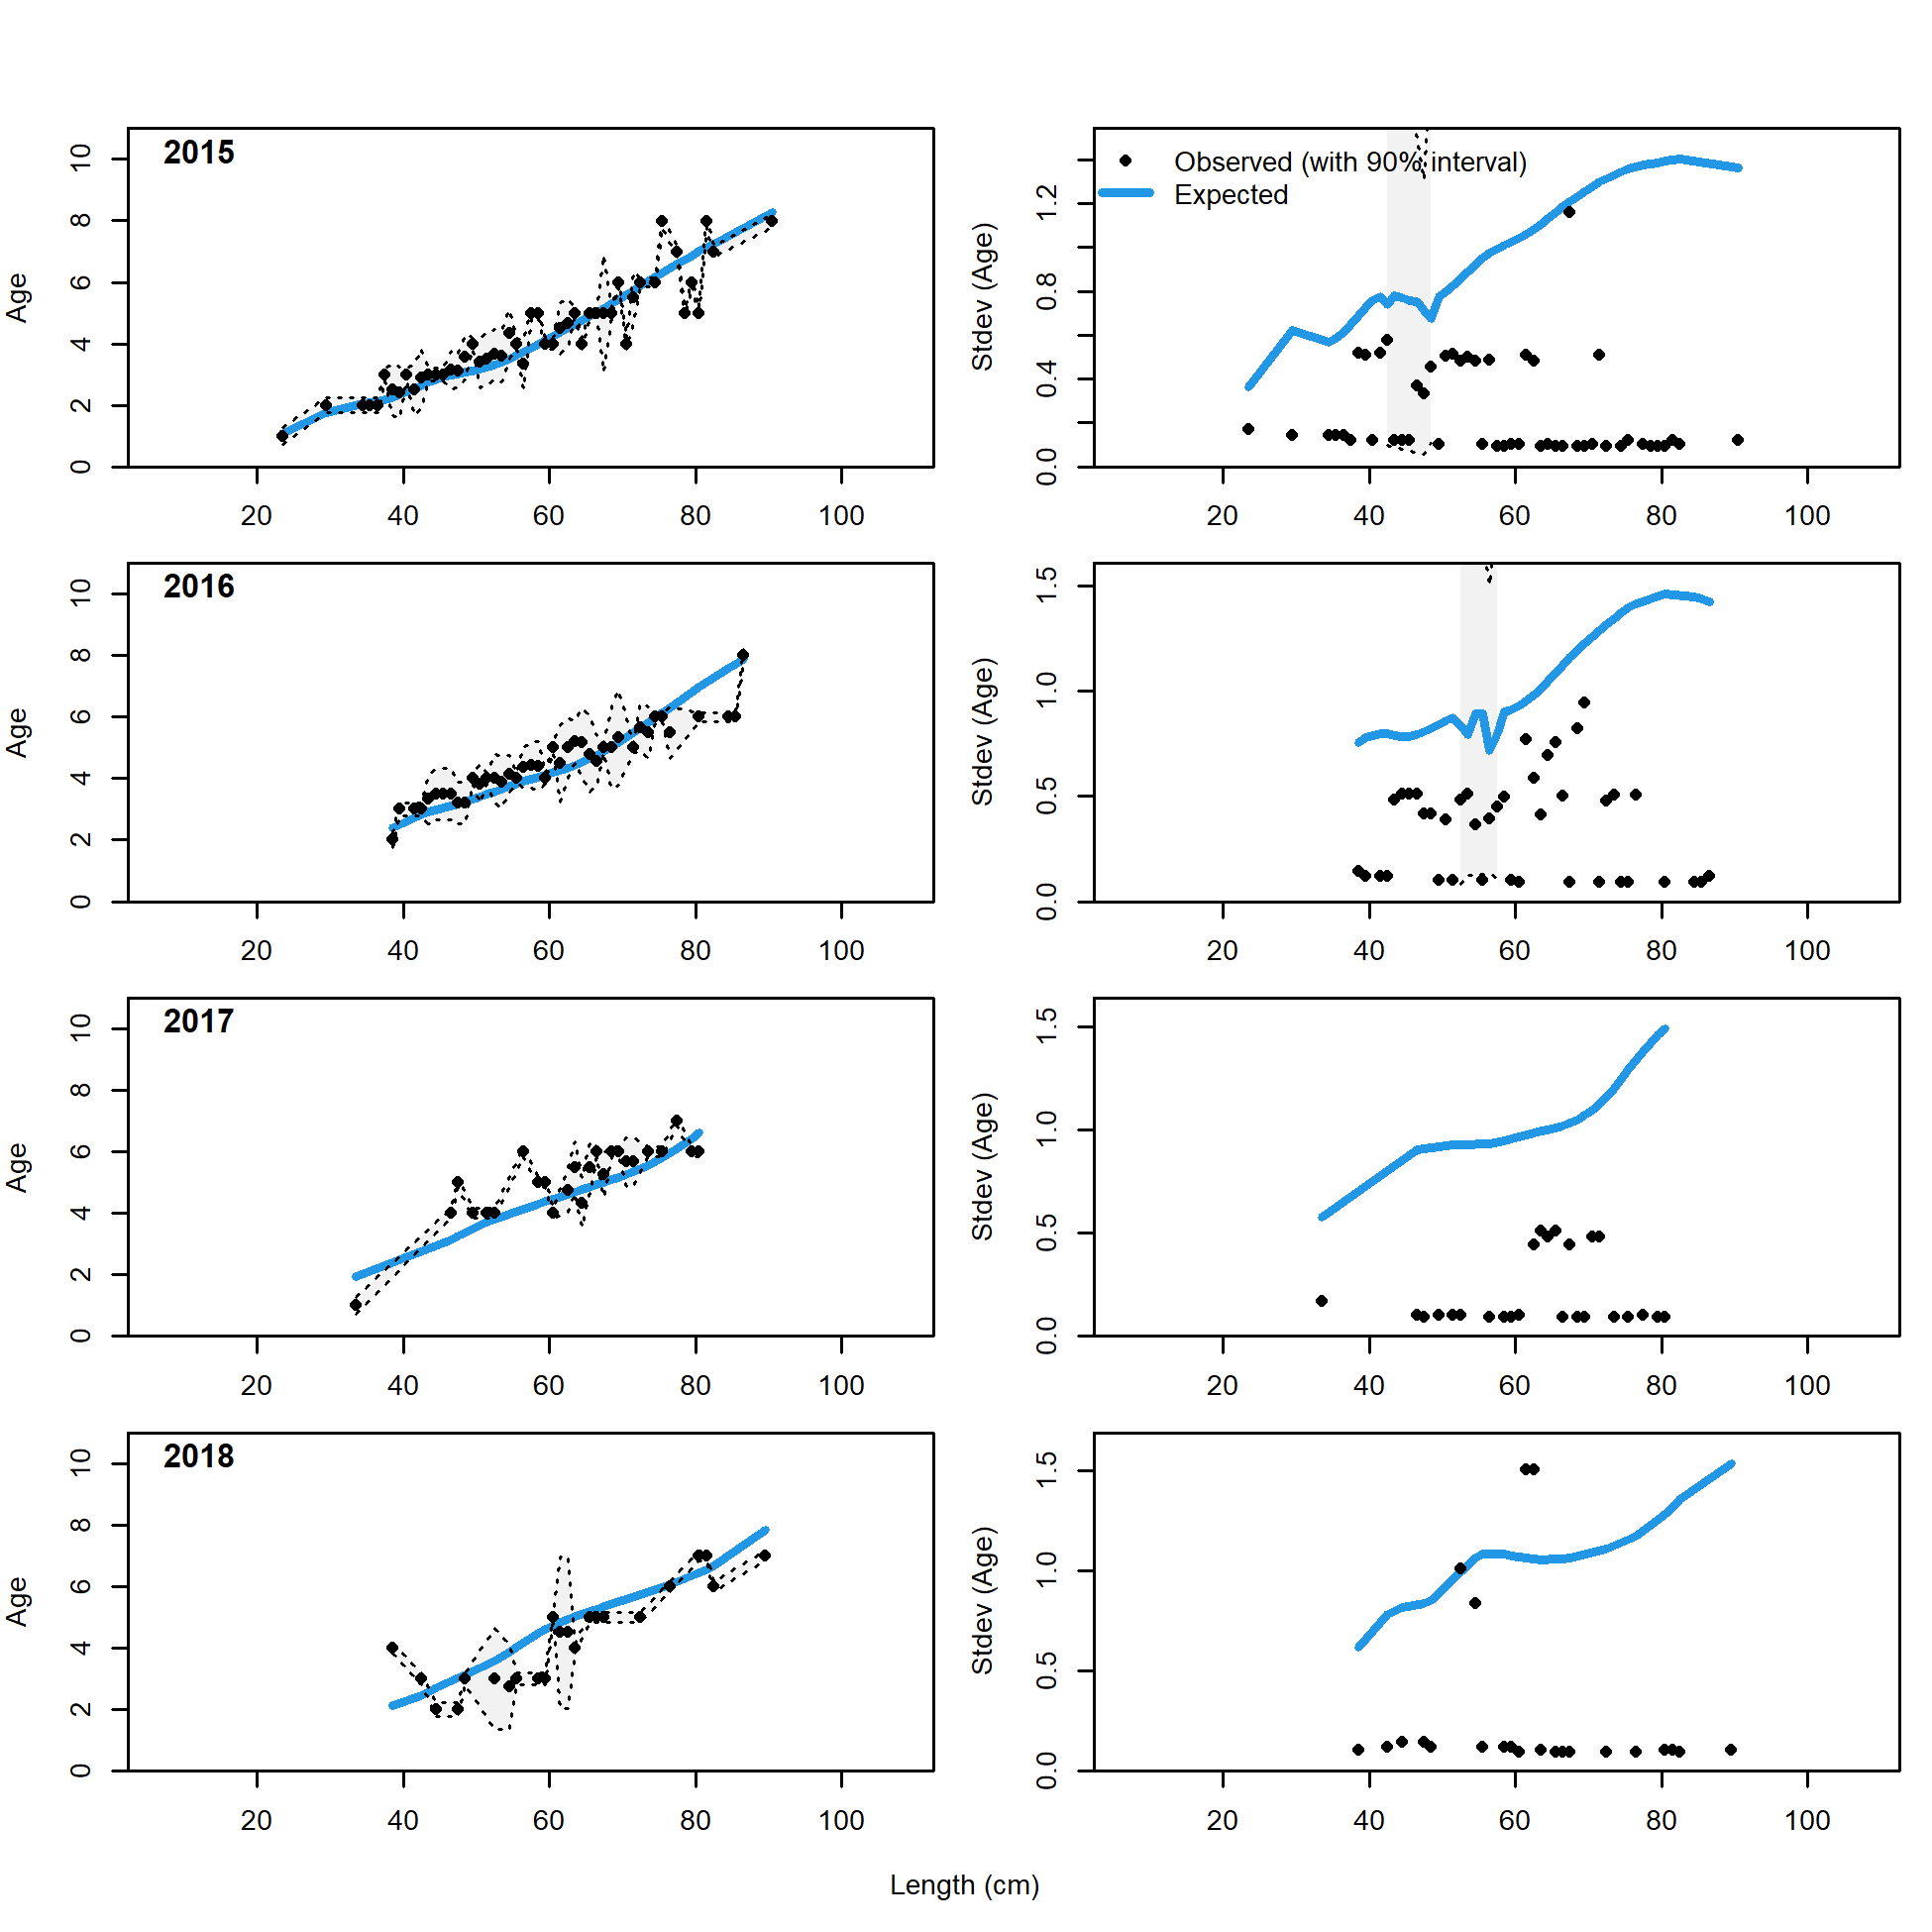 2015
Age
0 2 4 6 8 10
20 40 60 80 100
Observed (with 90% interval)
Expected
Stdev (Age)
0.0 0.4 0.8 1.2
20 40 60 80 100
2016
Age
0 2 4 6 8 10
20 40 60 80 100
Stdev (Age)
0.0 0.5 1.0 1.5
20 40 60 80 100
2017
Age
0 2 4 6 8 10
20 40 60 80 100
Stdev (Age)
0.0 0.5 1.0 1.5
20 40 60 80 100
2018
Age
0 2 4 6 8 10
20 40 60 80 100
Stdev (Age)
0.0 0.5 1.0 1.5
20 40 60 80 100
Length (cm)